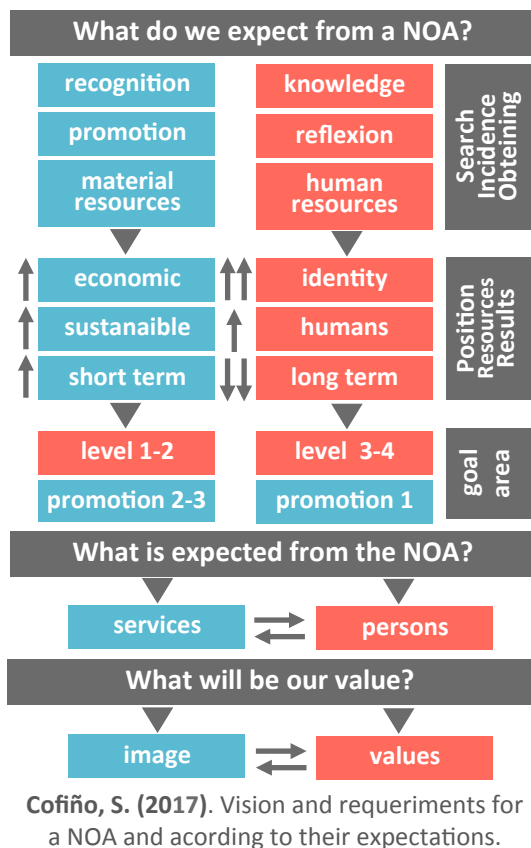 What do we expect from a NOA?
recognition
promotion
material
resources
knowledge
reflexion
human
resources
Search
Incidence
Obteining
economic
sustanaible
short term
identity
humans
long term
Position
Resources
Results
level 1-2
promotion 2-3
level 3-4
promotion 1
goal
area
What is expected from the NOA?
services
persons
What will be our value?
image
values
Cofiño, S. (2017). Vision and requeriments for
a NOA and acording to their expectations.